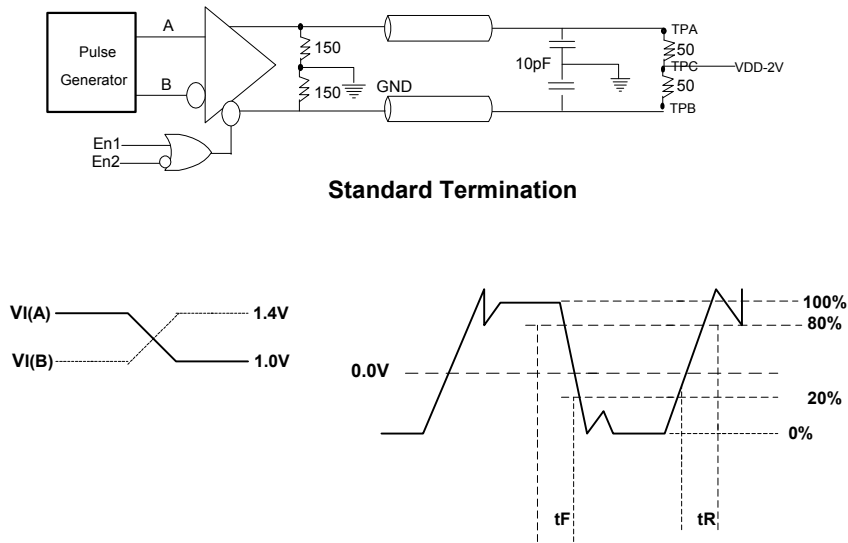 A
Pulse
Generator
B
En1
En2
150
150
GND
10pF
TPA
50
TPC
VDD-2V
50
TPB
Standard Termination
VI(A)
1.4V
VI(B)
1.0V
100%
80%
0.0V
20%
0%
tF
tR